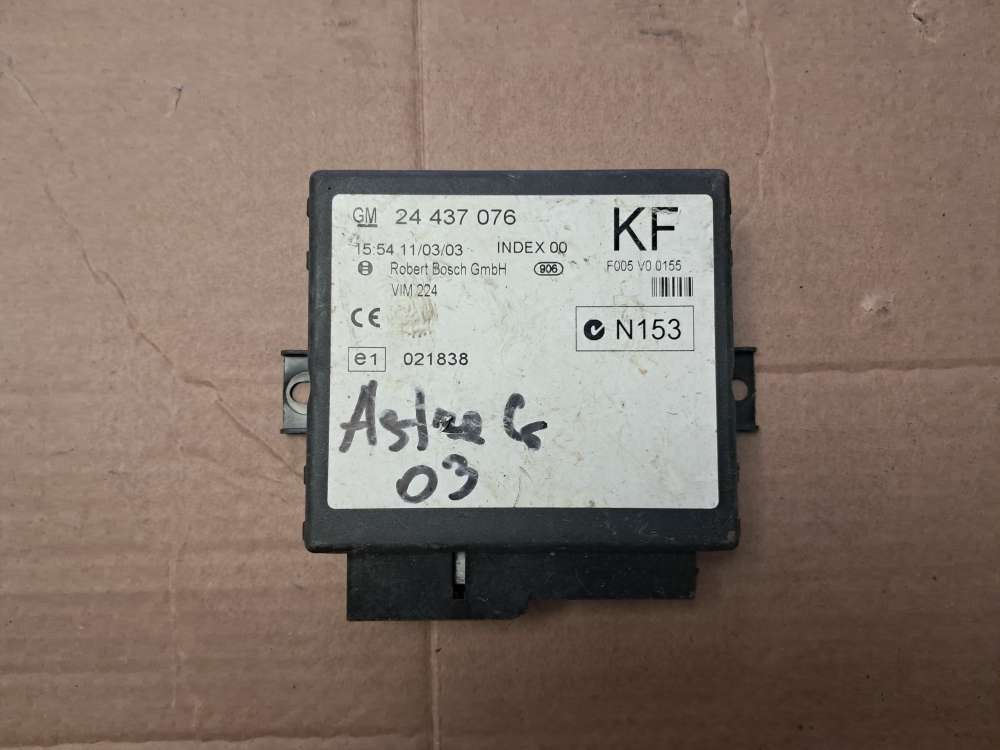 GM 24 437 076
KF
15:54 11/03/03 INDEX 00
F005 V0 0155
Robert Bosch GmbH 906
VIM 224
CE
N153
e1 021838
Astra G
03